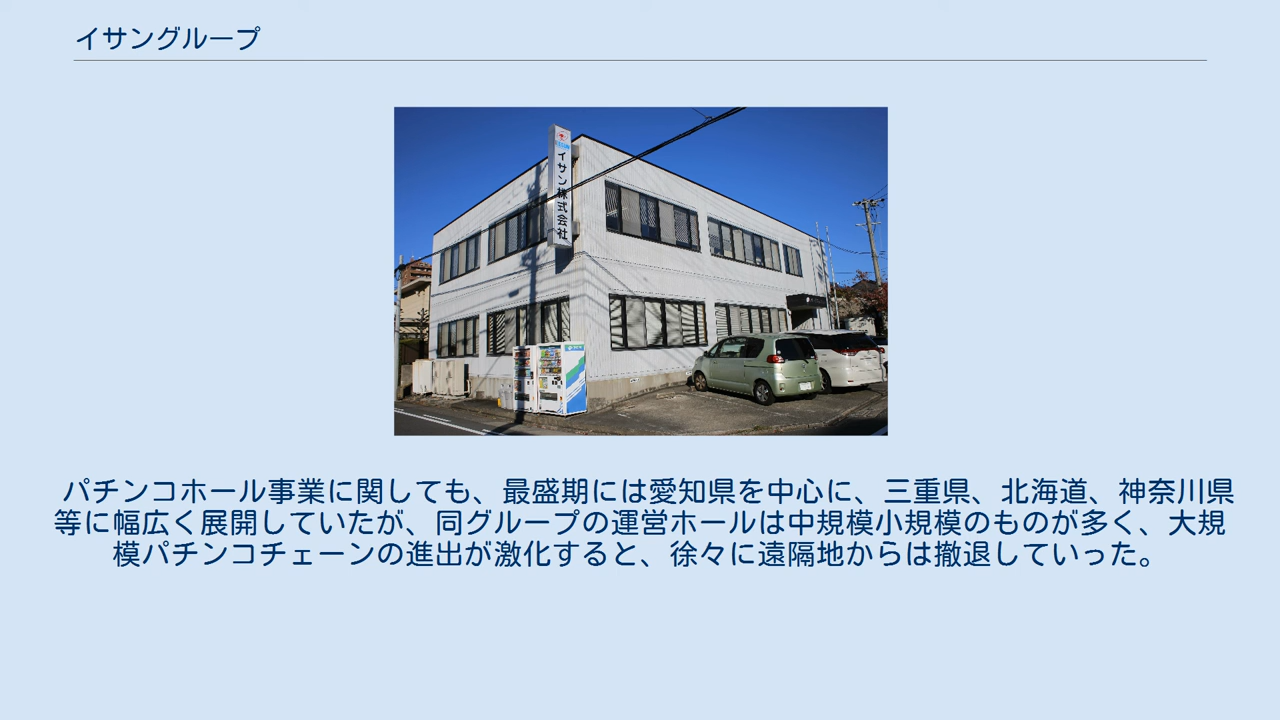 イサングループ
イサン株式会社
パチンコホール事業に関しても、最盛期には愛知県を中心に、三重県、北海道、神奈川県
等に幅広く展開していたが、同グループの運営ホールは中規模小規模のものが多く、大規
模パチンコチェーンの進出が激化すると、徐々に遠隔地からは撤退していった。